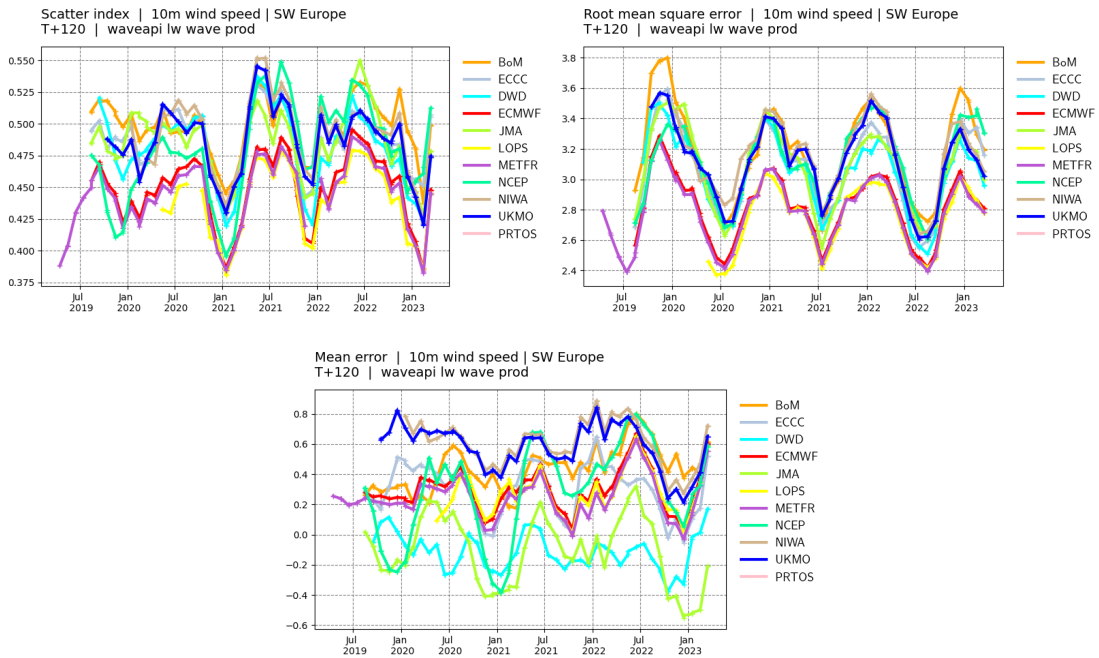 Scatter index | 10m wind speed | SW Europe
T+120 | waveapi lw wave prod
0.550
0.525
0.500
0.475
0.450
0.425
0.400
0.375
Jul Jan Jul Jan Jul Jan Jul Jan
2019 2020 2020 2021 2021 2022 2022 2023
BoM
ECCC
DWD
ECMWF
JMA
LOPS
METFR
NCEP
NIWA
UKMO
PRTOS
Root mean square error | 10m wind speed | SW Europe
T+120 | waveapi lw wave prod
3.8
3.6
3.4
3.2
3.0
2.8
2.6
2.4
Jul Jan Jul Jan Jul Jan Jul Jan
2019 2020 2020 2021 2021 2022 2022 2023
BoM
ECCC
DWD
ECMWF
JMA
LOPS
METFR
NCEP
NIWA
UKMO
PRTOS
Mean error | 10m wind speed | SW Europe
T+120 | waveapi lw wave prod
0.8
0.6
0.4
0.2
0.0
−0.2
−0.4
−0.6
Jul Jan Jul Jan Jul Jan Jul Jan
2019 2020 2020 2021 2021 2022 2022 2023
BoM
ECCC
DWD
ECMWF
JMA
LOPS
METFR
NCEP
NIWA
UKMO
PRTOS